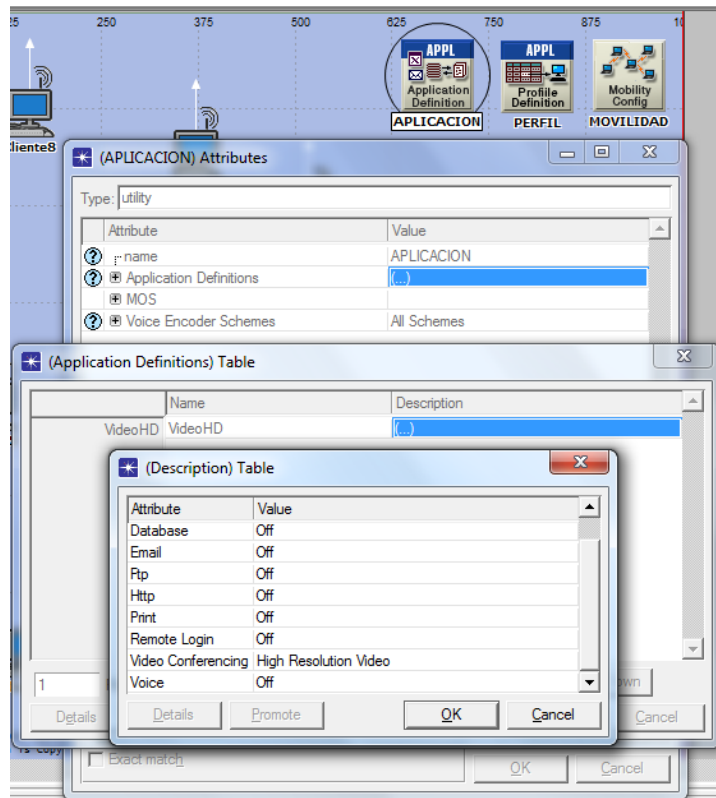 25 250 375 500 625 750 875 10
APPL APPL
Application Definition
Profiile Definition
Mobility Config
APLICACION PERFIL MOVILIDAD
liente8
(APLICACION) Attributes
Type: utility
Attribute Value
name APLICACION
Application Definitions (...)
MOS
Voice Encoder Schemes All Schemes
(Application Definitions) Table
Name Description
VideoHD VideoHD (...)
(Description) Table
Attribute Value
Database Off
Email Off
Ftp Off
Http Off
Print Off
Remote Login Off
Video Conferencing High Resolution Video
Voice Off
1 own
Details Details Promote OK Cancel Cancel
Exact match OK Cancel